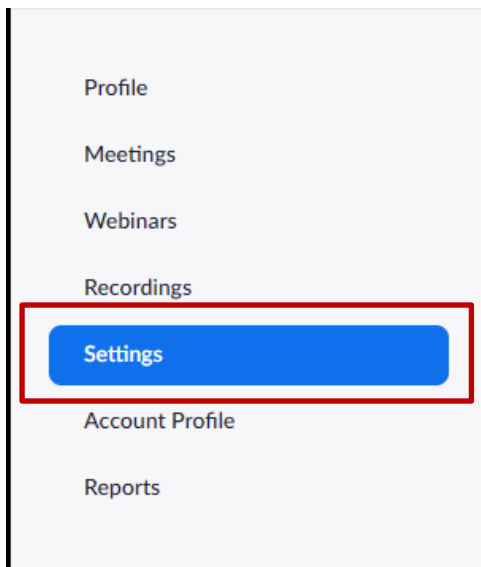 Profile
Meetings
Webinars
Recordings
Settings
Account Profile
Reports